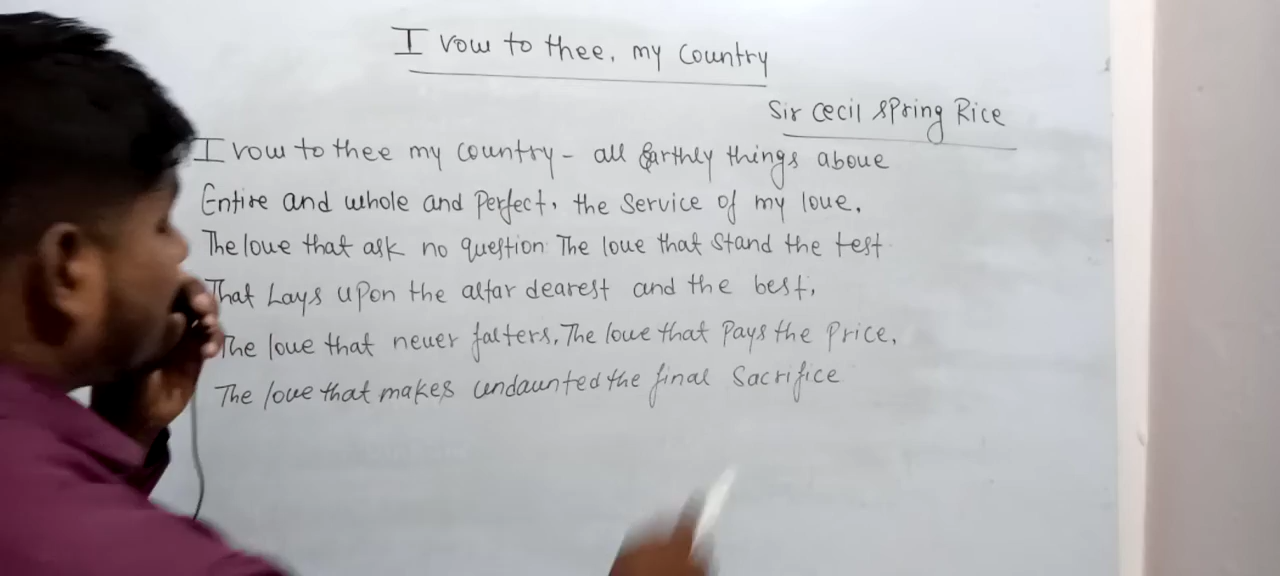 I vow to thee, my Country
Sir Cecil Spring Rice
I vow to thee my country - all Earthly things above
Entire and whole and Perfect, the Service of my love,
The love that ask no question: The love that Stand the test
That Lays upon the altar dearest and the best,
The love that never falters, The love that Pays the Price,
The love that makes undaunted the final Sacrifice